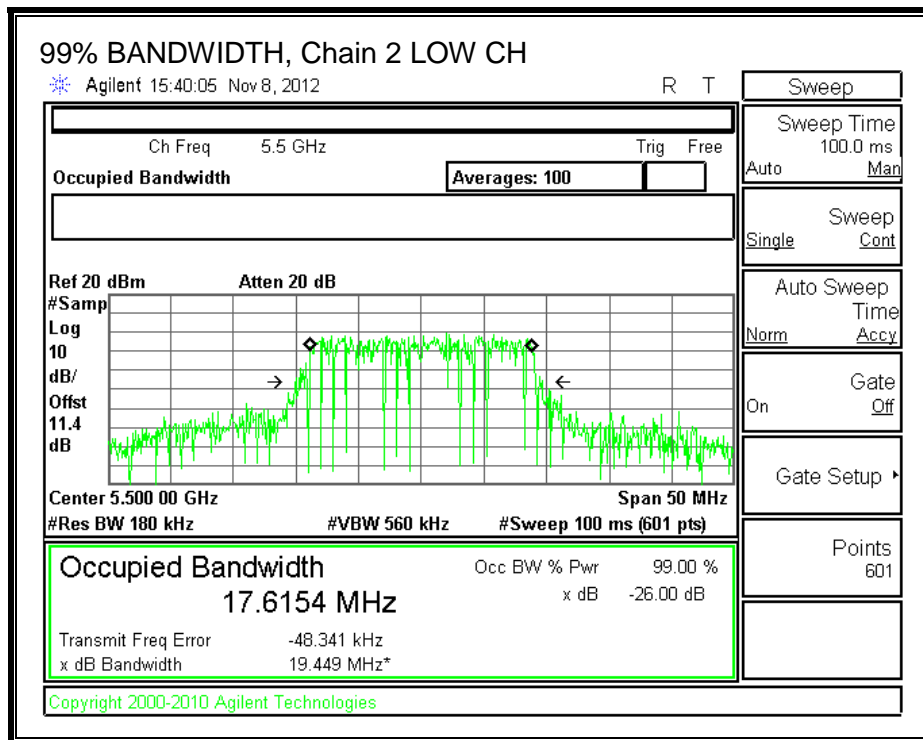 99% BANDWIDTH, Chain 2 LOW CH
Agilent 15:40:05 Nov 8, 2012 R T
Ch Freq 5.5 GHz Trig Free
Occupied Bandwidth Averages: 100
Ref 20 dBm Atten 20 dB
#Samp
Log
10
dB/
Offst
11.4
dB
Center 5.500 00 GHz Span 50 MHz
#Res BW 180 kHz #VBW 560 kHz #Sweep 100 ms (601 pts)
Occupied Bandwidth Occ BW % Pwr 99.00 %
17.6154 MHz x dB -26.00 dB
Transmit Freq Error -48.341 kHz
x dB Bandwidth 19.449 MHz*
Copyright 2000-2010 Agilent Technologies
Sweep
Sweep Time
100.0 ms
Auto Man
Sweep
Single Cont
Auto Sweep
Time
Norm Accy
Gate
On Off
Gate Setup
Points
601